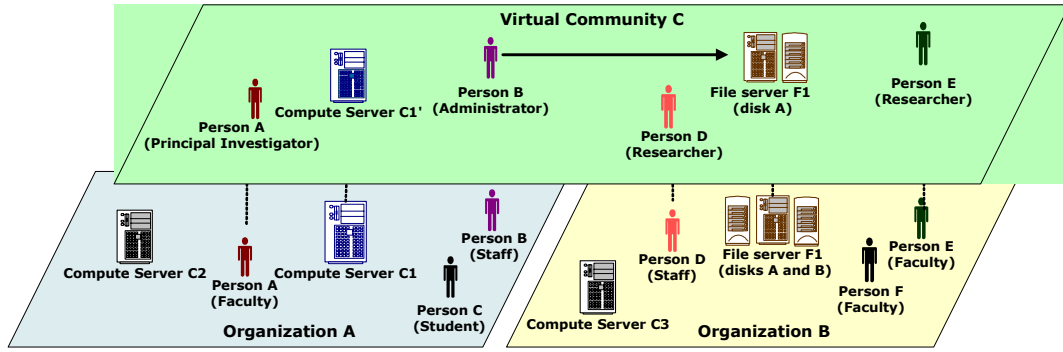 Virtual Community C
Person A
(Principal Investigator)
Compute Server C1'
Person B
(Administrator)
Person D
(Researcher)
File server F1
(disk A)
Person E
(Researcher)
Compute Server C2
Person A
(Faculty)
Compute Server C1
Person B
(Staff)
Person C
(Student)
Organization A
Compute Server C3
Person D
(Staff)
File server F1
(disks A and B)
Person F
(Faculty)
Person E
(Faculty)
Organization B